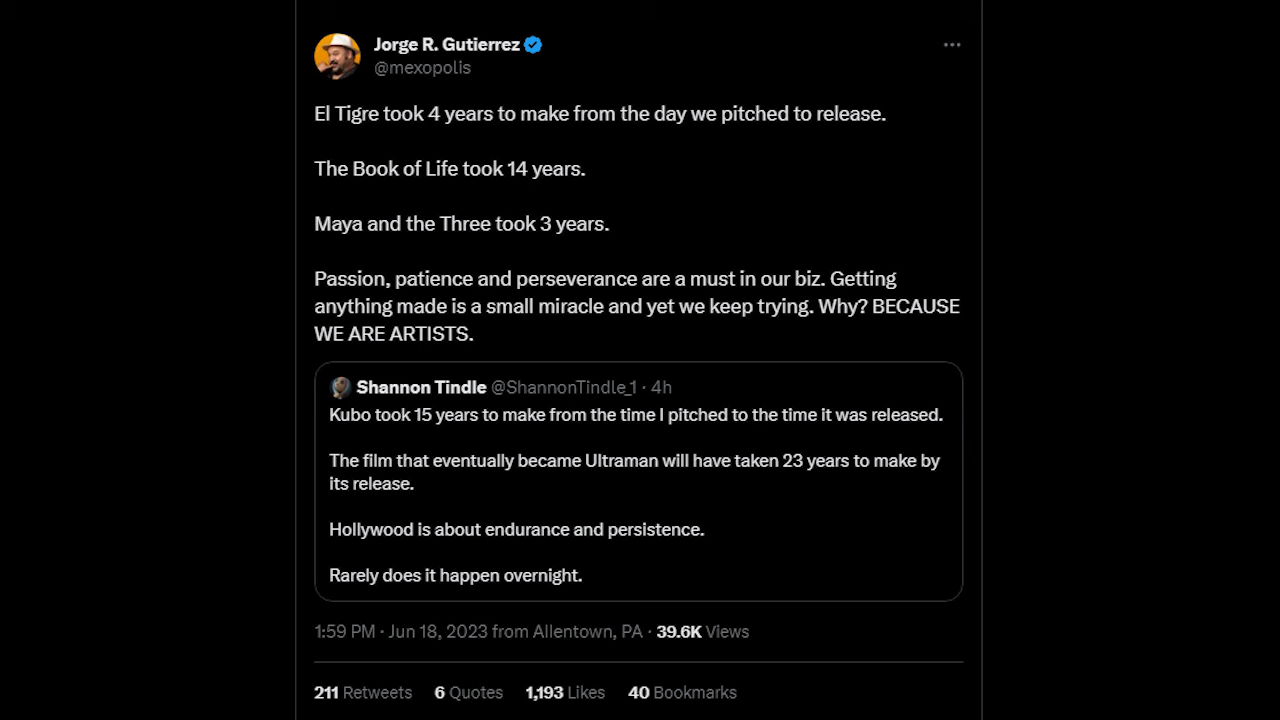 Jorge R. Gutierrez
@mexopolis
El Tigre took 4 years to make from the day we pitched to release.
The Book of Life took 14 years.
Maya and the Three took 3 years.
Passion, patience and perseverance are a must in our biz. Getting
anything made is a small miracle and yet we keep trying. Why? BECAUSE
WE ARE ARTISTS.
Shannon Tindle @ShannonTindle_1 · 4h
Kubo took 15 years to make from the time I pitched to the time it was released.
The film that eventually became Ultraman will have taken 23 years to make by
its release.
Hollywood is about endurance and persistence.
Rarely does it happen overnight.
1:59 PM · Jun 18, 2023 from Allentown, PA · 39.6K Views
211 Retweets 6 Quotes 1,193 Likes 40 Bookmarks